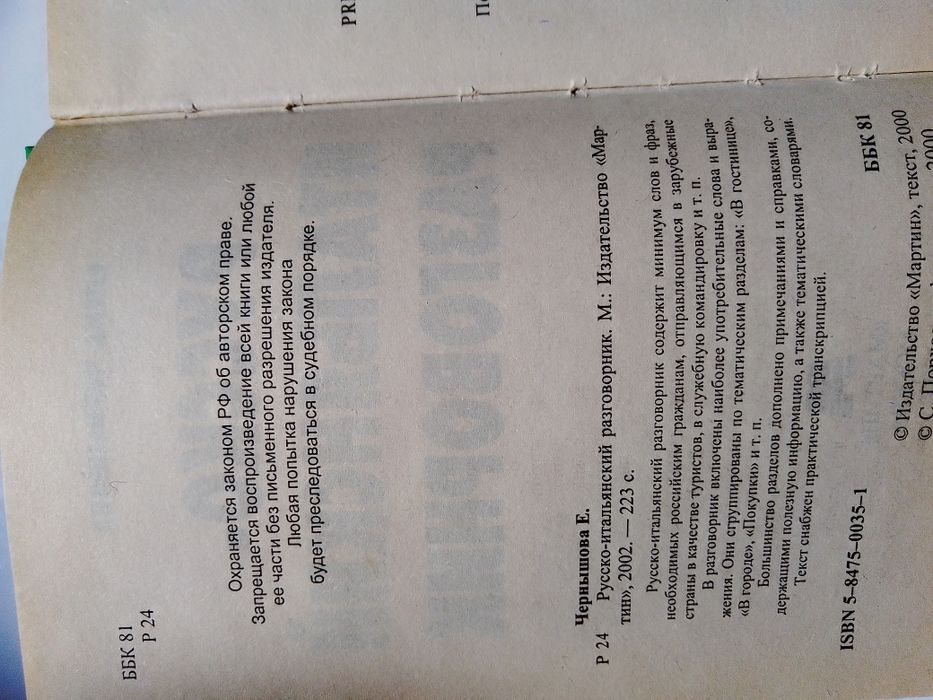 ББК 81
Р 24
Охраняется законом РФ об авторском праве.
Запрещается воспроизведение всей книги или любой
ее части без письменного разрешения издателя.
Любая попытка нарушения закона
будет преследоваться в судебном порядке.
Чернышова Е.
Р 24 Русско-итальянский разговорник. М.: Издательство «Мар-
тин», 2002. — 223 с.
Русско-итальянский разговорник содержит минимум слов и фраз,
необходимых российским гражданам, отправляющимся в зарубежные
страны в качестве туристов, в служебную командировку и т. п.
В разговорник включены наиболее употребительные слова и выра-
жения. Они сгруппированы по тематическим разделам: «В гостинице»,
«В городе», «Покупки» и т. п.
Большинство разделов дополнено примечаниями и справками, со-
держащими полезную информацию, а также тематическими словарями.
Текст снабжен практической транскрипцией.
ББК 81
ISBN 5–8475–0035–1
© Издательство «Мартин», текст, 2000
© С.
2000